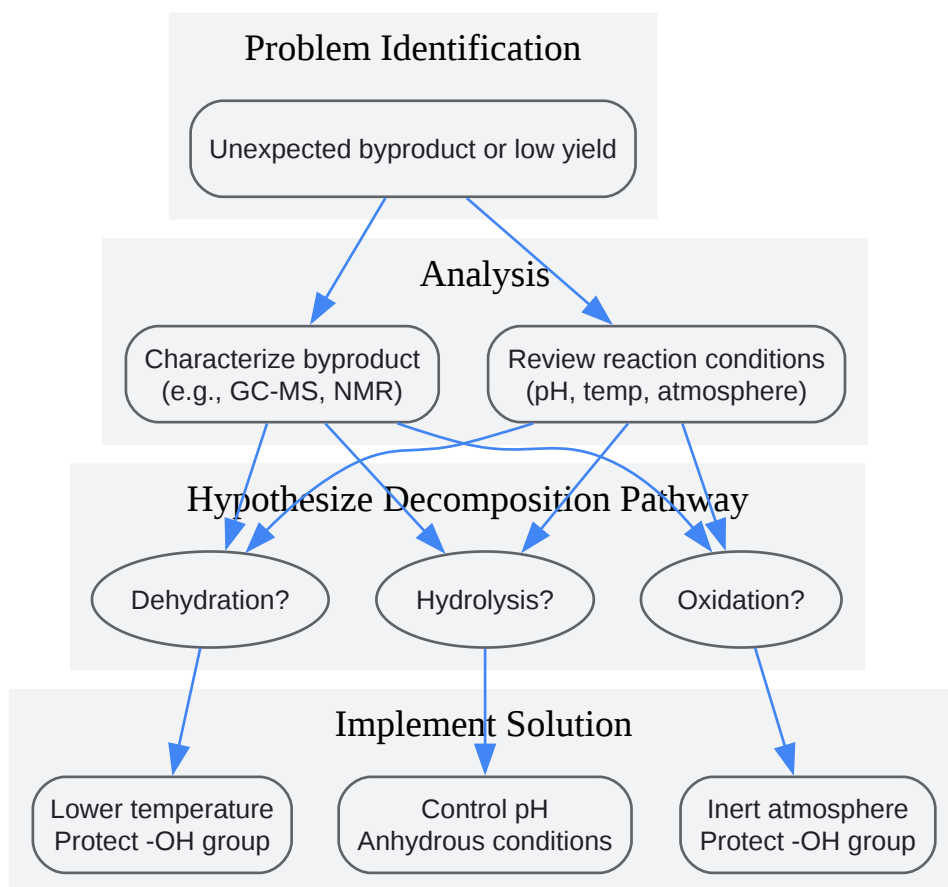 Problem Identification
Unexpected byproduct or low yield
Analysis
Characterize byproduct
(e.g., GC-MS, NMR)
Review reaction conditions
(pH, temp, atmosphere)
Hypothesize Decomposition Pathway
Dehydration?
Hydrolysis?
Oxidation?
Implement Solution
Lower temperature
Protect -OH group
Control pH
Anhydrous conditions
Inert atmosphere
Protect -OH group